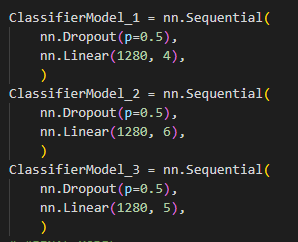 ClassifierModel_1 = nn.Sequential(
    nn.Dropout(p=0.5),
    nn.Linear(1280, 4),
    )
ClassifierModel_2 = nn.Sequential(
    nn.Dropout(p=0.5),
    nn.Linear(1280, 6),
    )
ClassifierModel_3 = nn.Sequential(
    nn.Dropout(p=0.5),
    nn.Linear(1280, 5),
    )